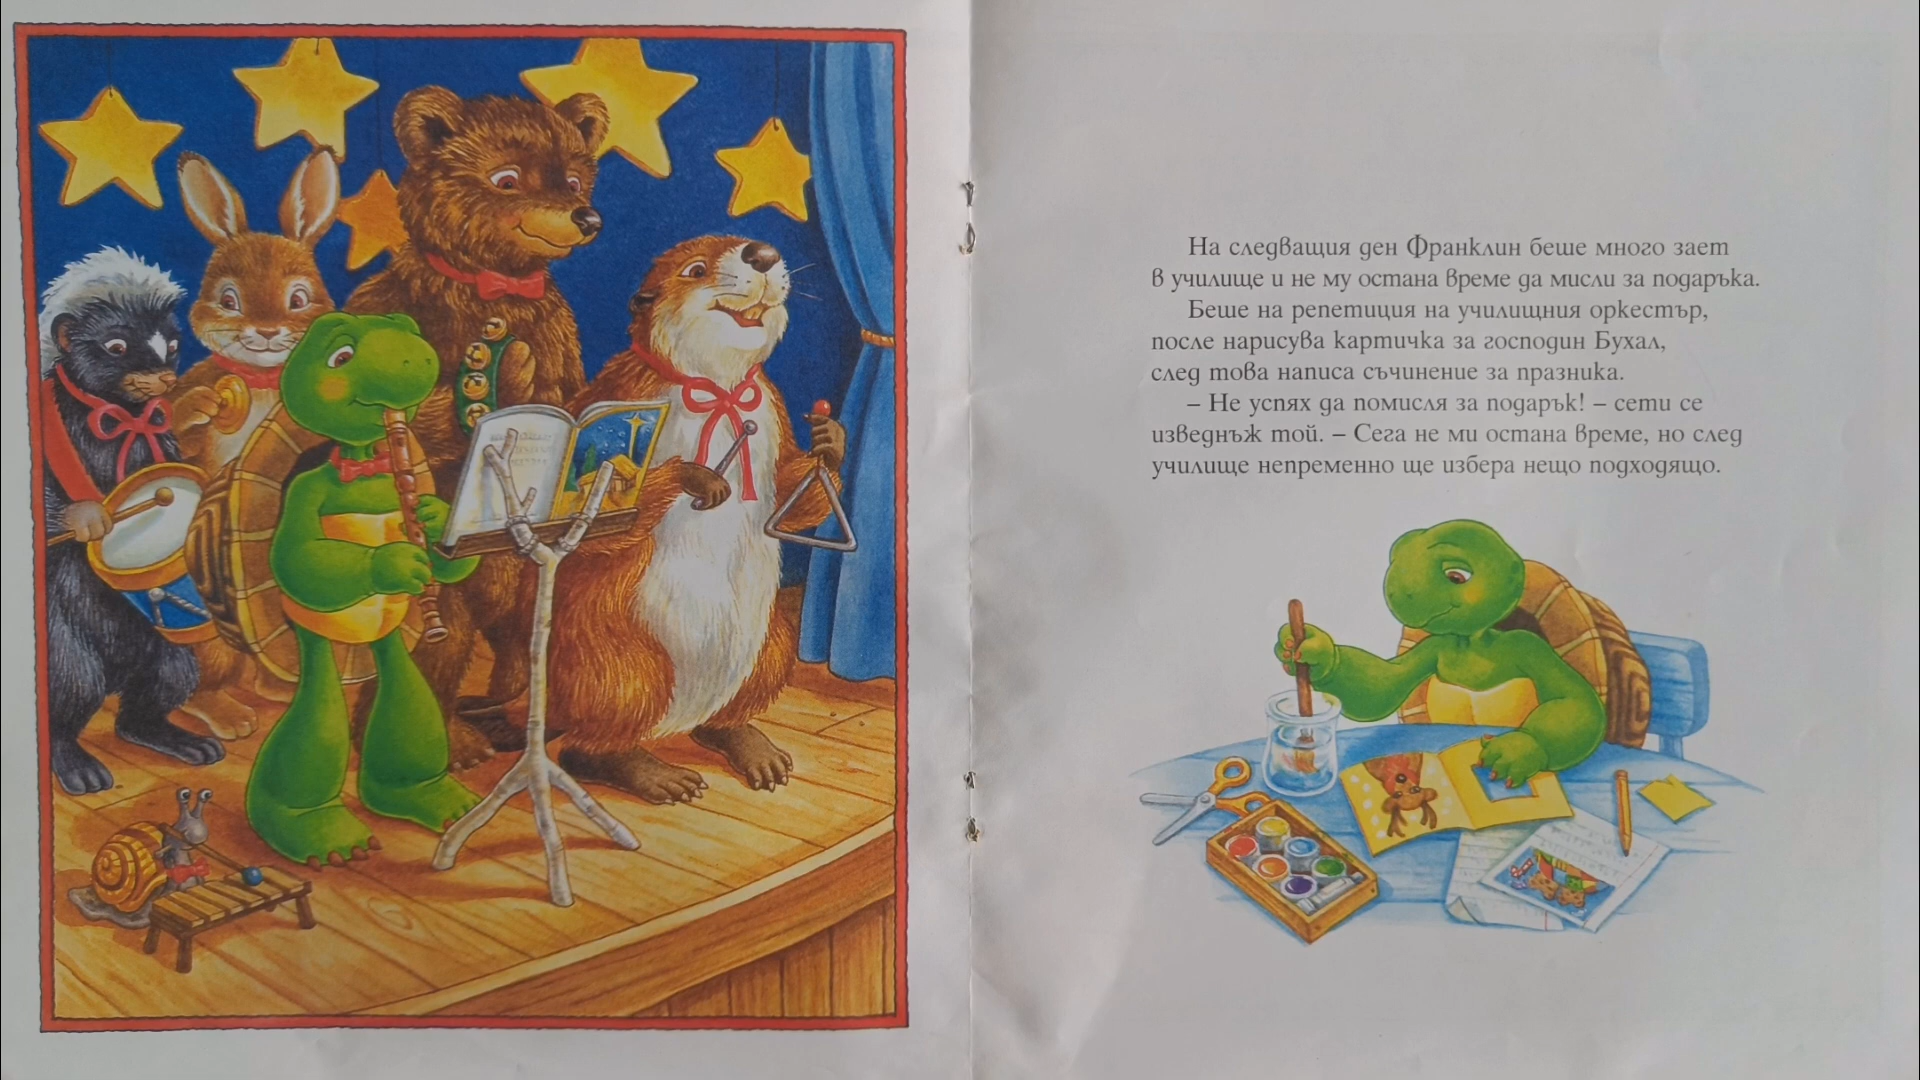 На следващия ден Франклин беше много зает
в училище и не му остана време да мисли за подаръка.
Беше на репетиция на училищния оркестър,
после нарисува картичка за господин Бухал,
след това написа съчинение за празника.
– Не успях да помисля за подарък! – сети се
изведнъж той. – Сега не ми остана време, но след
училище непременно ще избера нещо подходящо.